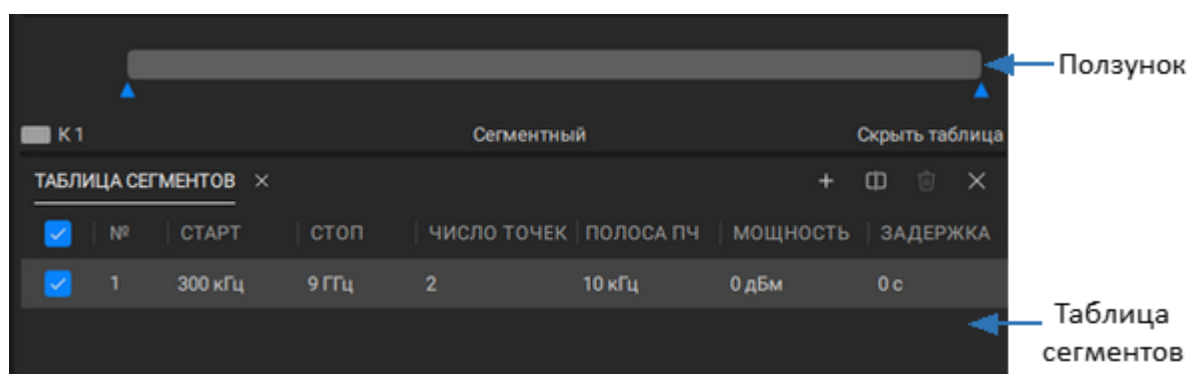 Ползунок
К 1 Сегментный Скрыть таблица
ТАБЛИЦА СЕГМЕНТОВ
№ СТАРТ СТОП ЧИСЛО ТОЧЕК ПОЛОСА ПЧ МОЩНОСТЬ ЗАДЕРЖКА
1 300 кГц 9 ГГц 2 10 кГц 0 дБм 0 с
Таблица
сегментов